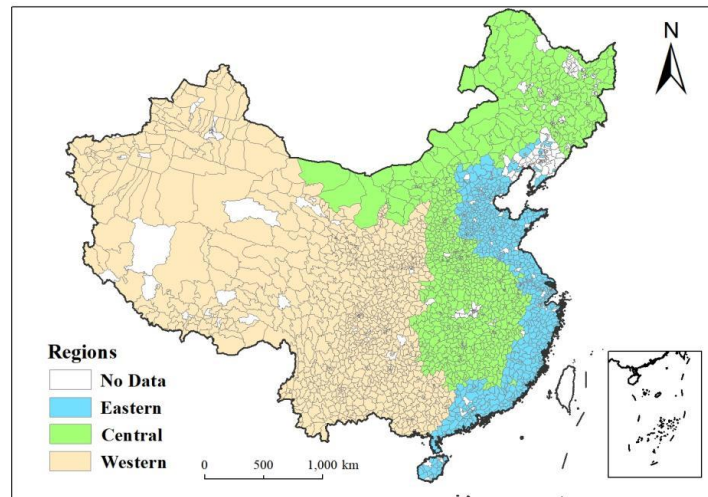 N
Regions
No Data
Eastern
Central
Western
0 500 1,000 km